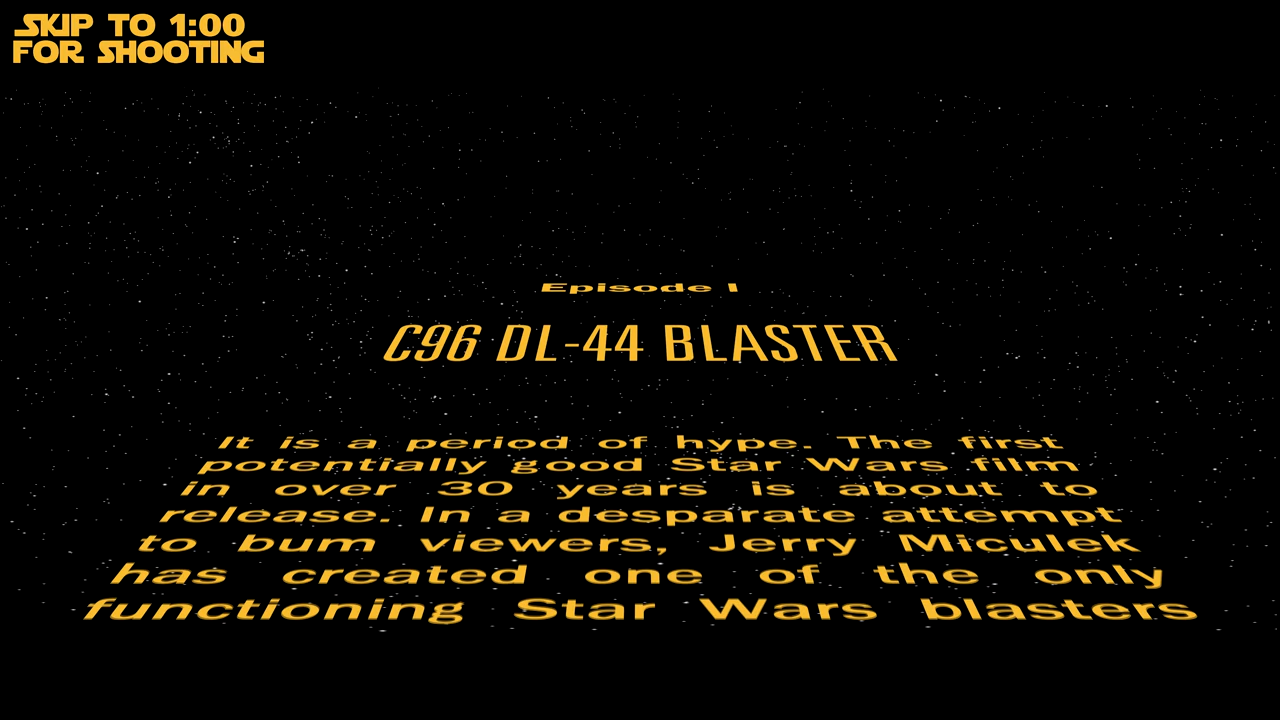 SKIP TO 1:00
FOR SHOOTING
Episode I
C96 DL-44 BLASTER
It is a period of hype. The first
potentially good Star Wars film
in over 30 years is about to
release. In a desparate attempt
to bum viewers, Jerry Miculek
has created one of the only
functioning Star Wars blasters